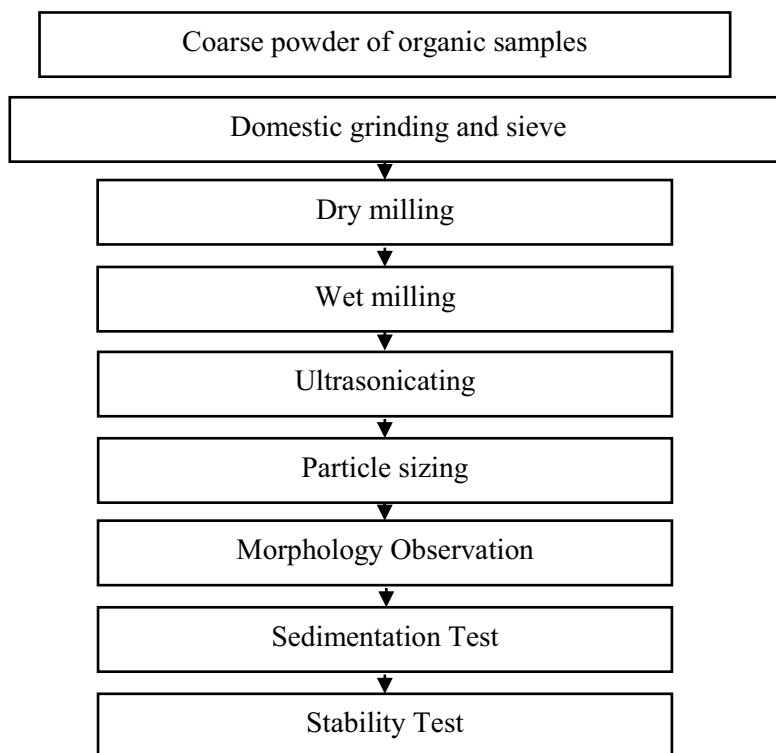 Coarse powder of organic samples
Domestic grinding and sieve
Dry milling
Wet milling
Ultrasonicating
Particle sizing
Morphology Observation
Sedimentation Test
Stability Test